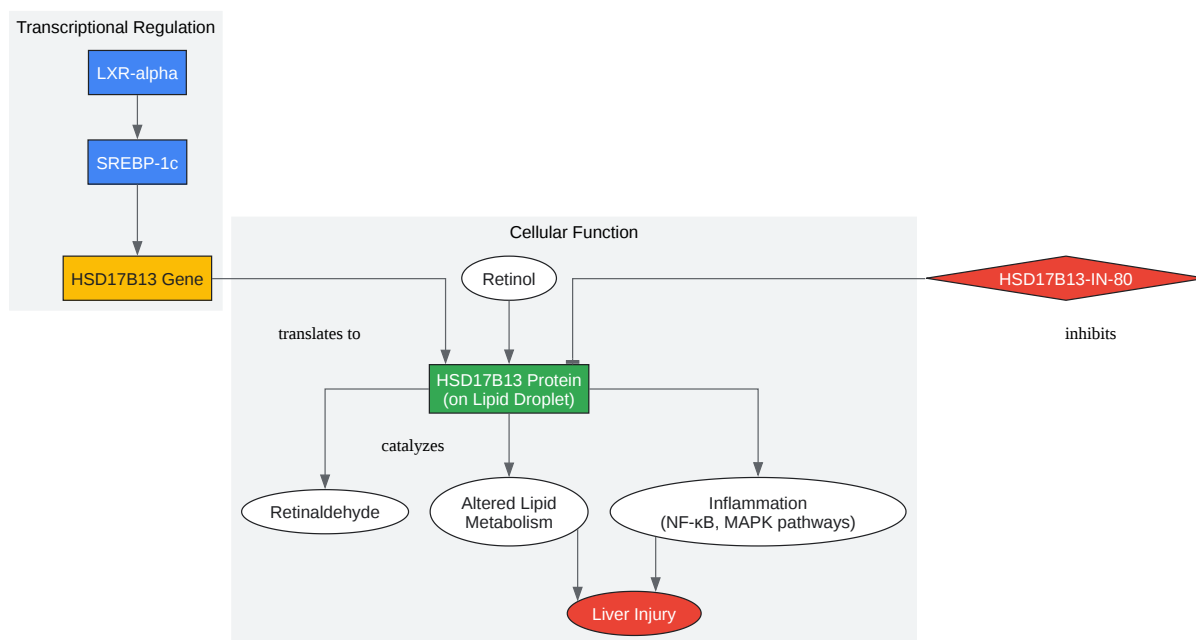 Transcriptional Regulation
LXR-alpha
SREBP-1c
HSD17B13 Gene
Cellular Function
Retinol
HSD17B13-IN-80
translates to
inhibits
HSD17B13 Protein
(on Lipid Droplet)
catalyzes
Retinaldehyde
Altered Lipid
Metabolism
Inflammation
(NF-κB, MAPK pathways)
Liver Injury